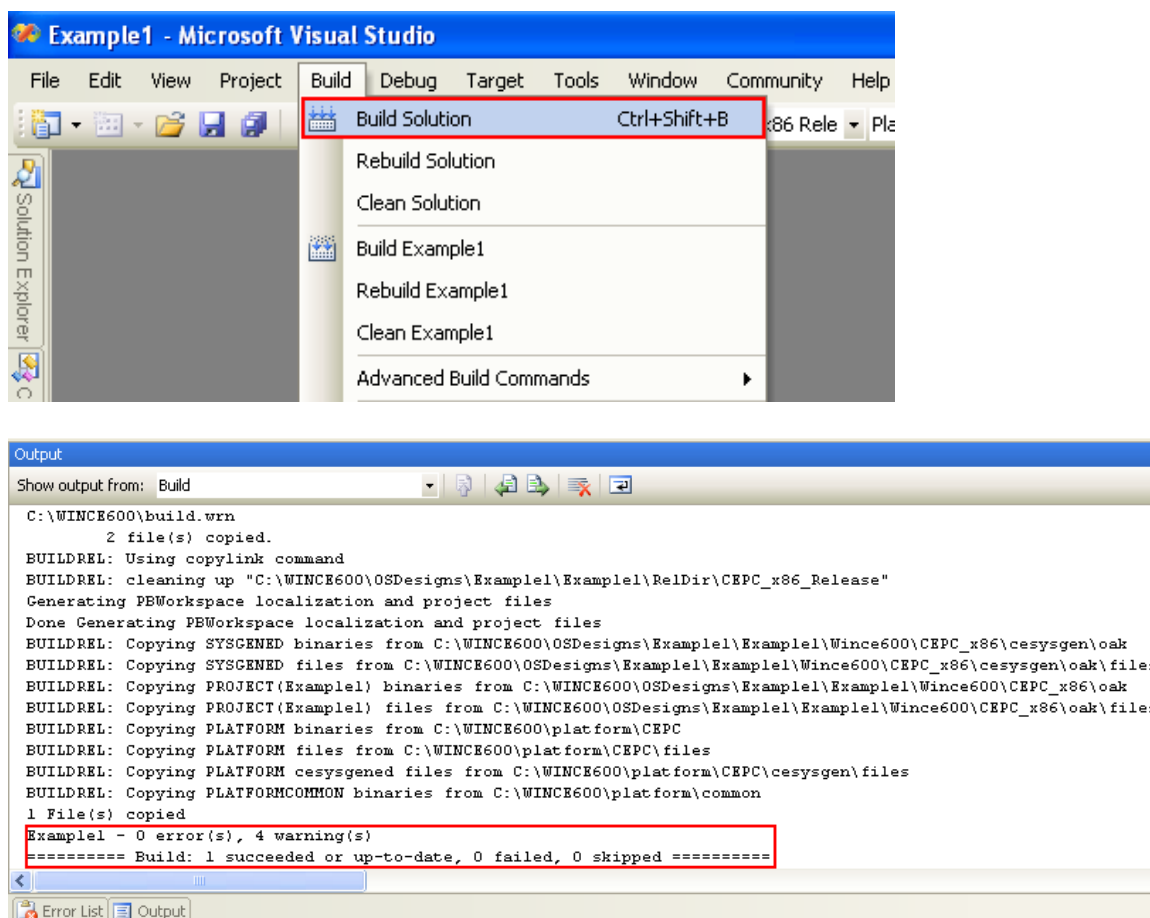 Example1 - Microsoft Visual Studio
File Edit View Project Build Debug Target Tools Window Community Help
Build Solution Ctrl+Shift+B
x86 Rele
Rebuild Solution
Clean Solution
Build Example1
Rebuild Example1
Clean Example1
Advanced Build Commands
Solution Explorer
Output
Show output from: Build
C:\WINCE600\build.wrn
2 file(s) copied.
BUILDREL: Using copylink command
BUILDREL: cleaning up "C:\WINCE600\OSDesigns\Example1\Example1\RelDir\CEPC_x86_Release"
Generating PBWorkspace localization and project files
Done Generating PBWorkspace localization and project files
BUILDREL: Copying SYSGENED binaries from C:\WINCE600\OSDesigns\Example1\Example1\Wince600\CEPC_x86\cesysgen\oak
BUILDREL: Copying SYSGENED files from C:\WINCE600\OSDesigns\Example1\Example1\Wince600\CEPC_x86\cesysgen\oak\files
BUILDREL: Copying PROJECT(Example1) binaries from C:\WINCE600\OSDesigns\Example1\Example1\Wince600\CEPC_x86\oak
BUILDREL: Copying PROJECT(Example1) files from C:\WINCE600\OSDesigns\Example1\Example1\Wince600\CEPC_x86\oak\files
BUILDREL: Copying PLATFORM binaries from C:\WINCE600\platform\CEPC
BUILDREL: Copying PLATFORM files from C:\WINCE600\platform\CEPC\files
BUILDREL: Copying PLATFORM cesysgened files from C:\WINCE600\platform\CEPC\cesysgen\files
BUILDREL: Copying PLATFORMCOMMON binaries from C:\WINCE600\platform\common
1 File(s) copied
Example1 - 0 error(s), 4 warning(s)
========== Build: 1 succeeded or up-to-date, 0 failed, 0 skipped ==========
Error List Output